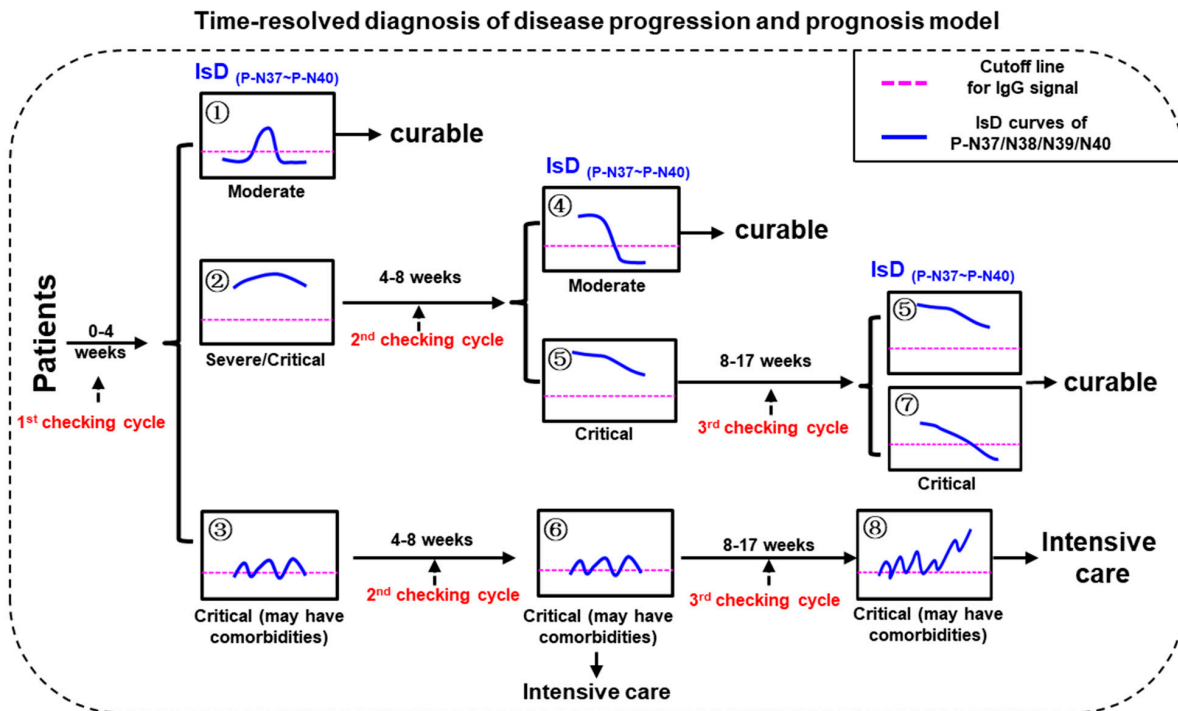 Time-resolved diagnosis of disease progression and prognosis model
Cutoff line
for IgG signal
IsD curves of
P-N37/N38/N39/N40
IsD (P-N37~P-N40)
①
curable
Moderate
IsD (P-N37~P-N40)
④
curable
Moderate
②
4-8 weeks
2nd checking cycle
Severe/Critical
Patients
0-4
weeks
1st checking cycle
⑤
Critical
8-17 weeks
3rd checking cycle
IsD (P-N37~P-N40)
⑤
⑦
curable
Critical
③
Critical (may have
comorbidities)
4-8 weeks
2nd checking cycle
⑥
Critical (may have
comorbidities)
Intensive care
8-17 weeks
3rd checking cycle
⑧
Critical (may have
comorbidities)
Intensive
care